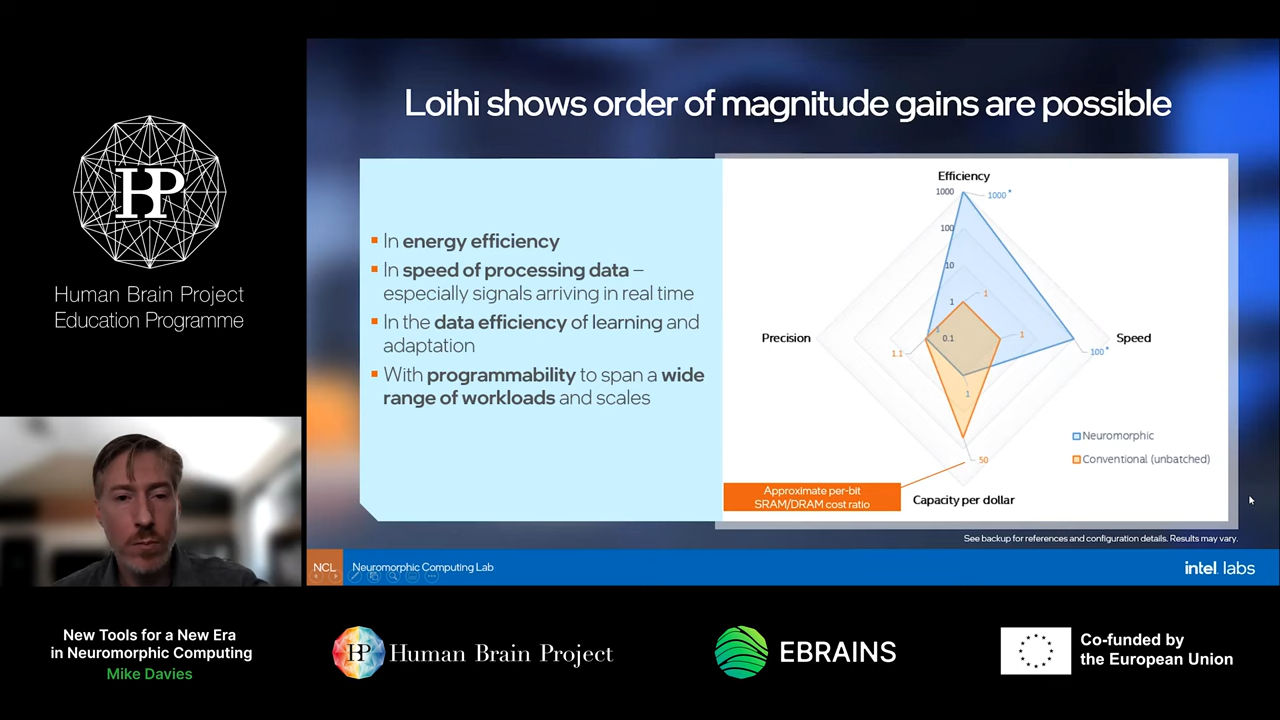 HP
Human Brain Project
Education Programme
Loihi shows order of magnitude gains are possible
In energy efficiency
In speed of processing data –
especially signals arriving in real time
In the data efficiency of learning and
adaptation
With programmability to span a wide
range of workloads and scales
Efficiency
1000
1000*
100
10
1
1
Precision
0.1
1
Speed
1.1
100*
1
Neuromorphic
Conventional (unbatched)
50
Approximate per-bit
SRAM/DRAM cost ratio
Capacity per dollar
See backup for references and configuration details. Results may vary.
NCL
Neuromorphic Computing Lab
intel. labs
New Tools for a New Era
in Neuromorphic Computing
Mike Davies
HP
Human Brain Project
EBRAINS
Co-funded by
the European Union